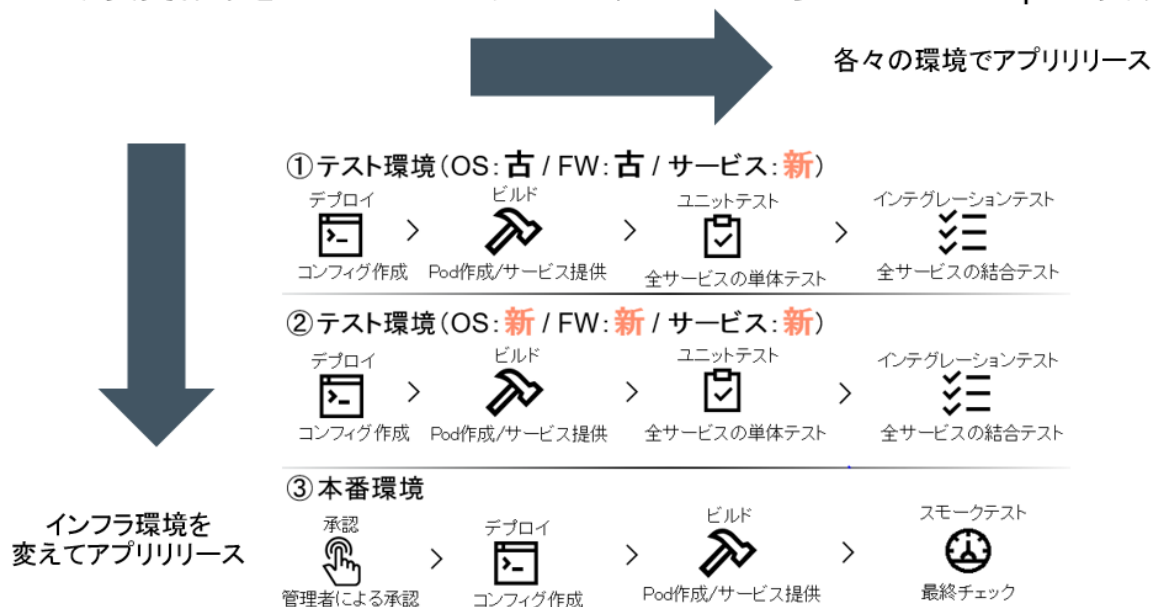 各々の環境でアプリリリース
①テスト環境(OS:古 / FW:古 / サービス:新)
デプロイ
ビルド
ユニットテスト
インテグレーションテスト
コンフィグ作成
Pod作成/サービス提供
全サービスの単体テスト
全サービスの結合テスト
②テスト環境(OS:新 / FW:新 / サービス:新)
デプロイ
ビルド
ユニットテスト
インテグレーションテスト
コンフィグ作成
Pod作成/サービス提供
全サービスの単体テスト
全サービスの結合テスト
③本番環境
インフラ環境を
変えてアプリリリース
承認
デプロイ
ビルド
スモークテスト
管理者による承認
コンフィグ作成
Pod作成/サービス提供
最終チェック